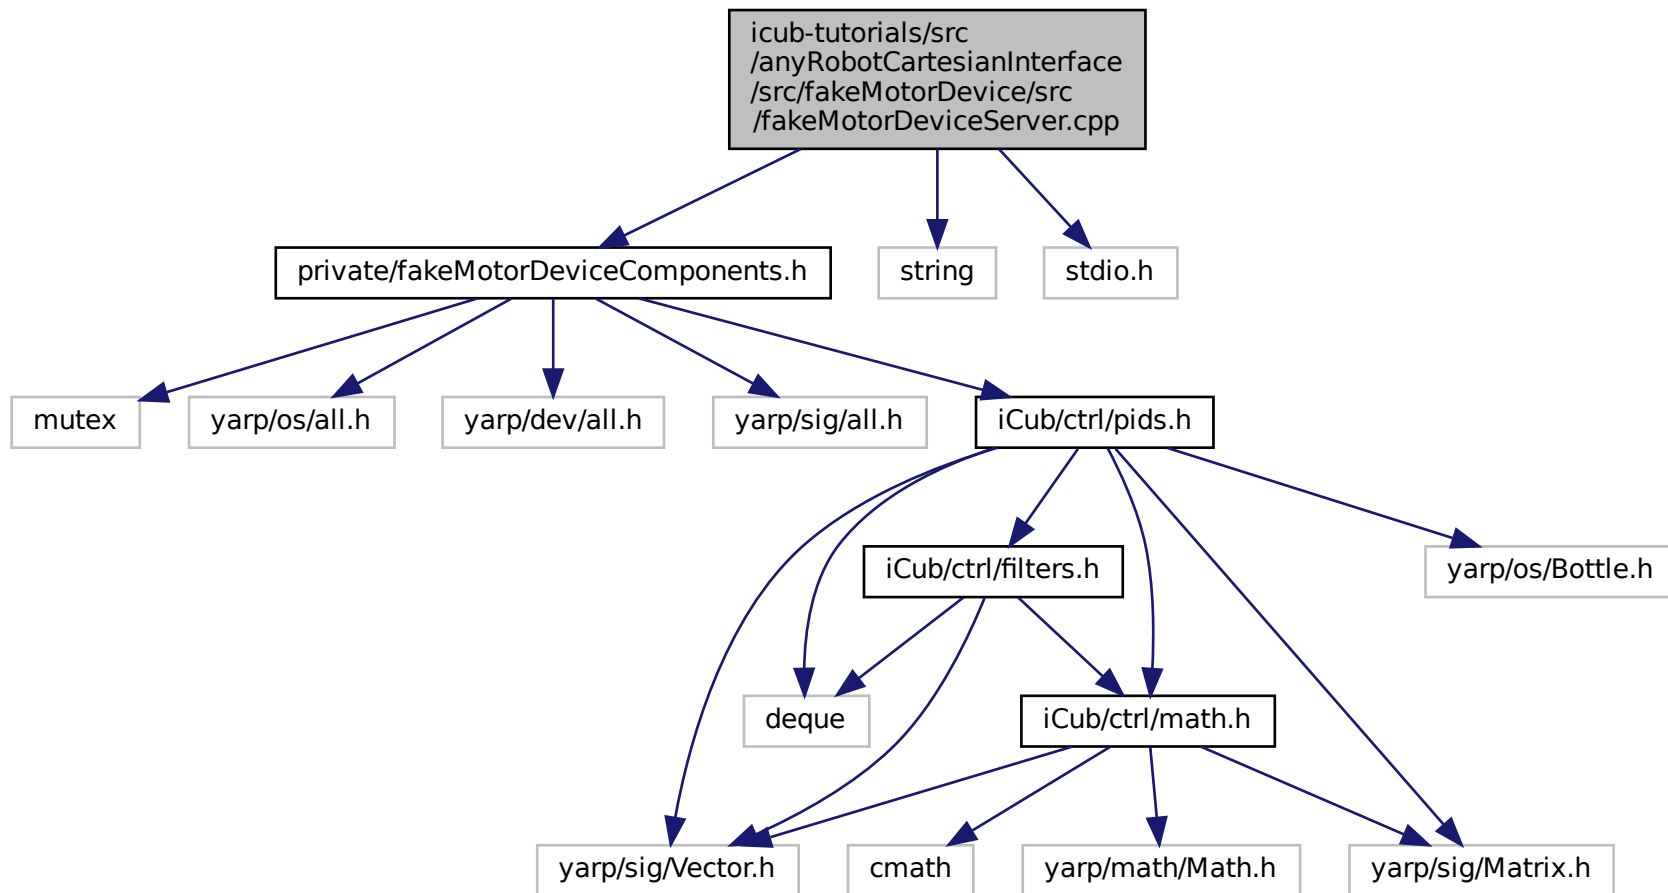 icub-tutorials/src
/anyRobotCartesianInterface
/src/fakeMotorDevice/src
/fakeMotorDeviceServer.cpp
private/fakeMotorDeviceComponents.h
string
stdio.h
mutex
yarp/os/all.h
yarp/dev/all.h
yarp/sig/all.h
iCub/ctrl/pids.h
iCub/ctrl/filters.h
yarp/os/Bottle.h
deque
iCub/ctrl/math.h
yarp/sig/Vector.h
cmath
yarp/math/Math.h
yarp/sig/Matrix.h